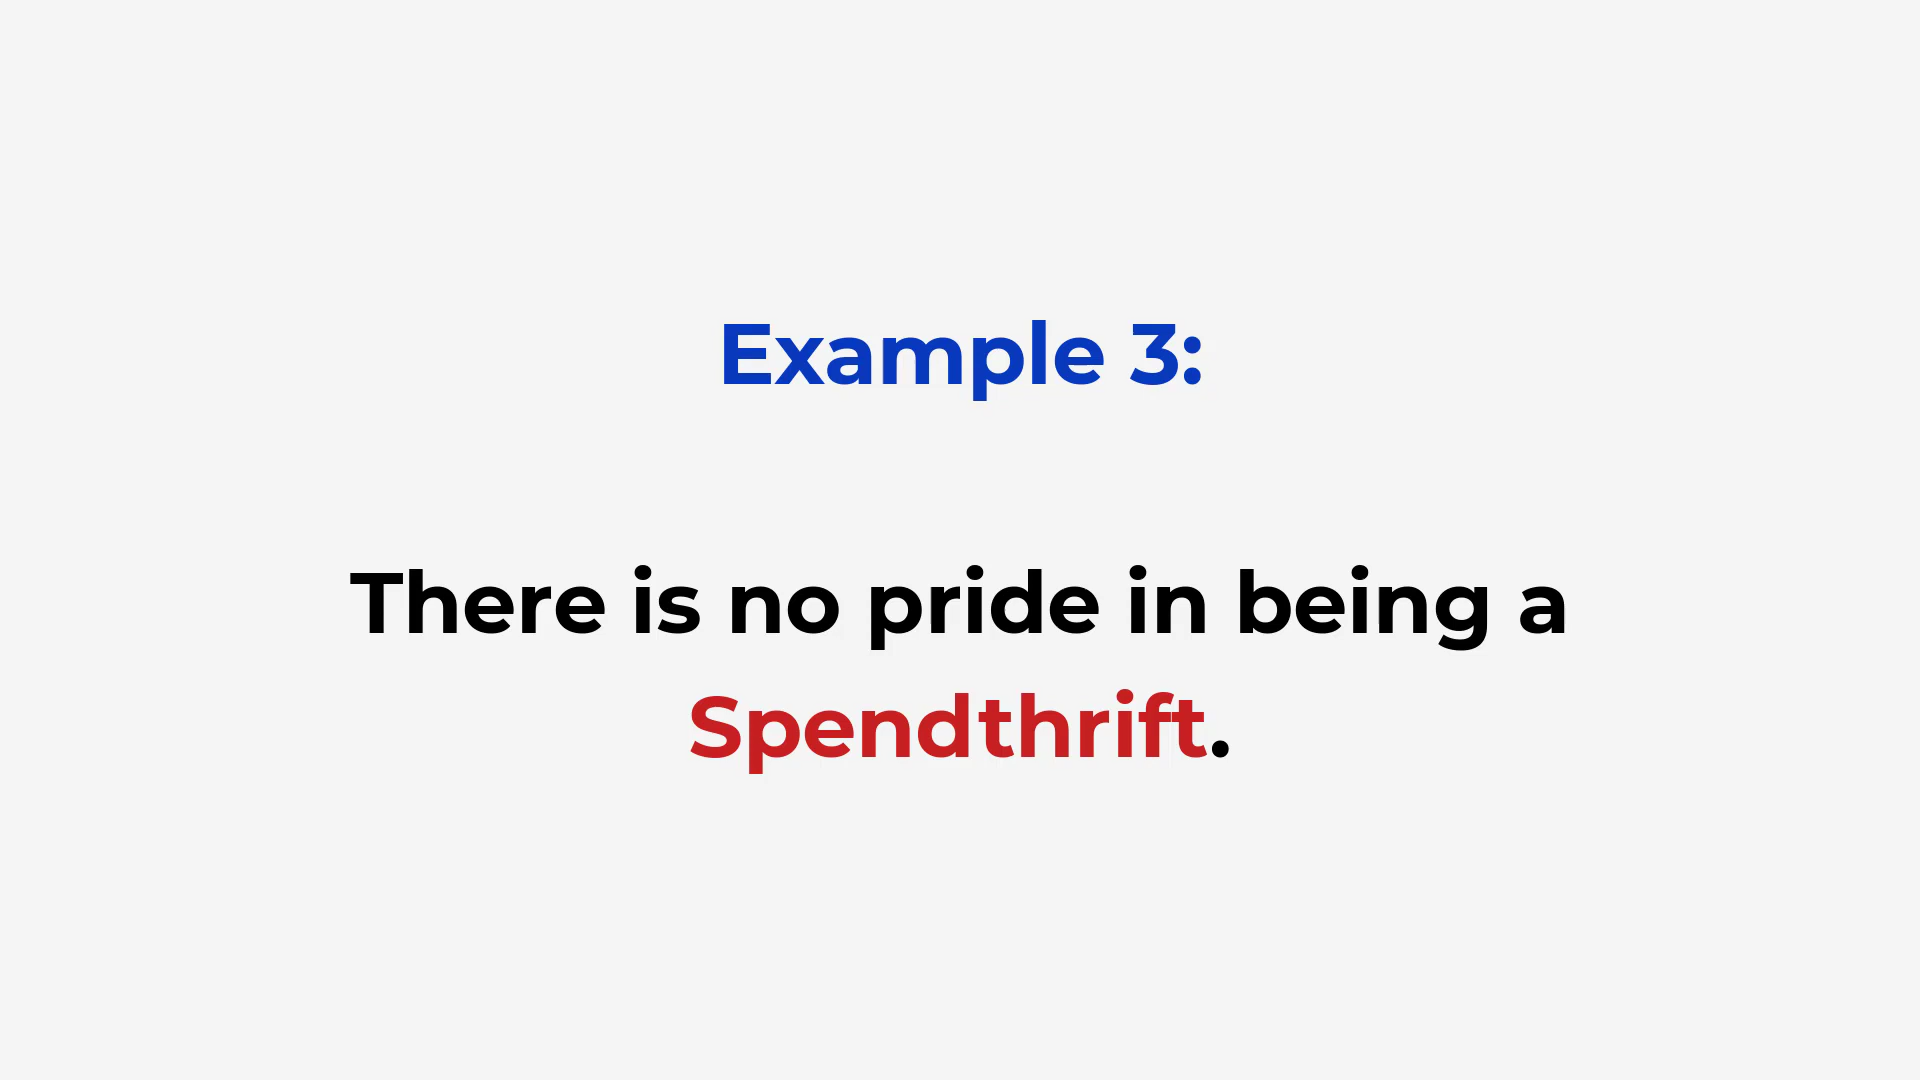 Example 3:
There is no pride in being a
Spendthrift.